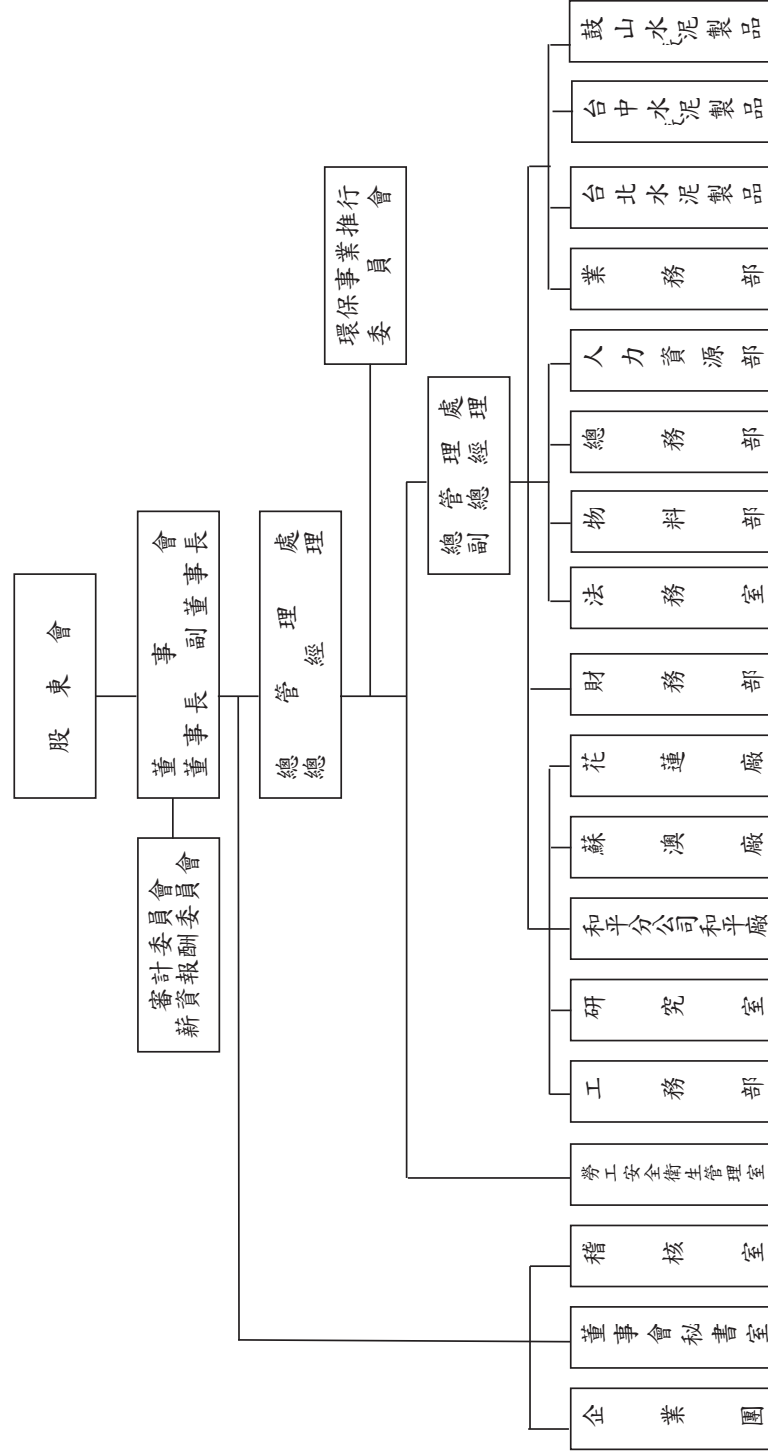 股東會
董事會
董事長 副董事長
審計委員會
薪資報酬委員會
總管理處
總經理
環保事業推行
委員會
總管理處
副總經理
企業團
董事會秘書室
稽核室
勞工安全衛生管理室
工務部
研究室
和平分公司和平廠
蘇澳廠
花蓮廠
財務部
法務室
物料部
總務部
人力資源部
業務部
台北水泥製品
台中水泥製品
鼓山水泥製品